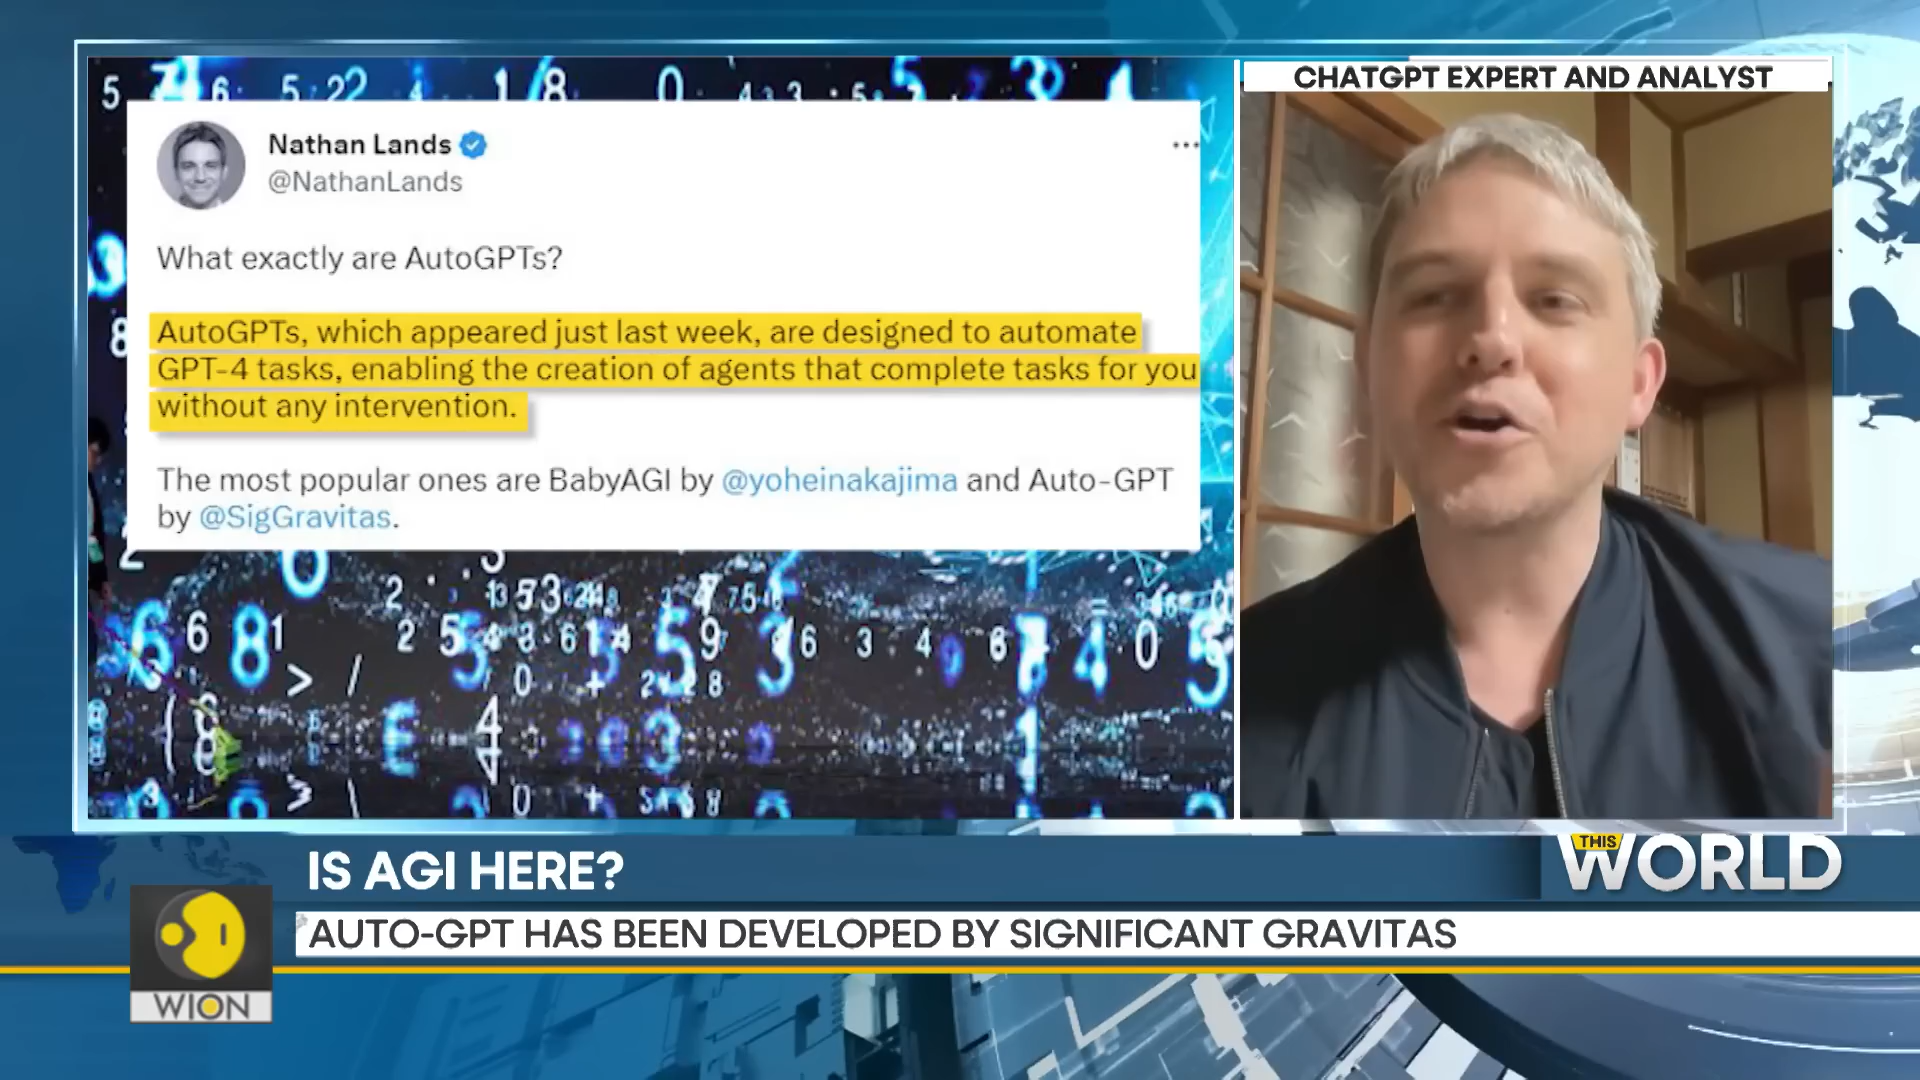 CHATGPT EXPERT AND ANALYST
Nathan Lands
@NathanLands
What exactly are AutoGPTs?
AutoGPTs, which appeared just last week, are designed to automate
GPT-4 tasks, enabling the creation of agents that complete tasks for you
without any intervention.
The most popular ones are BabyAGI by @yoheinakajima and Auto-GPT
by @SigGravitas.
IS AGI HERE?
THIS
WORLD
AUTO-GPT HAS BEEN DEVELOPED BY SIGNIFICANT GRAVITAS
WION